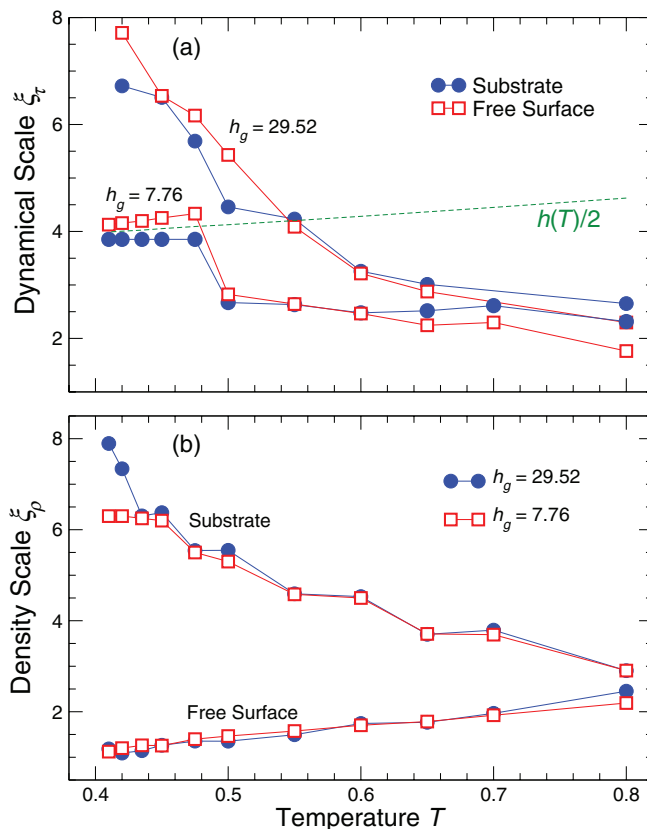 8
(a)
Substrate
Free Surface
6
h_g = 29.52
h_g = 7.76
4
h(T)/2
2
Dynamical Scale ξ_τ
(b)
8
h_g = 29.52
h_g = 7.76
6
Substrate
4
Free Surface
2
Density Scale ξ_ρ
0.4 0.5 0.6 0.7 0.8
Temperature T